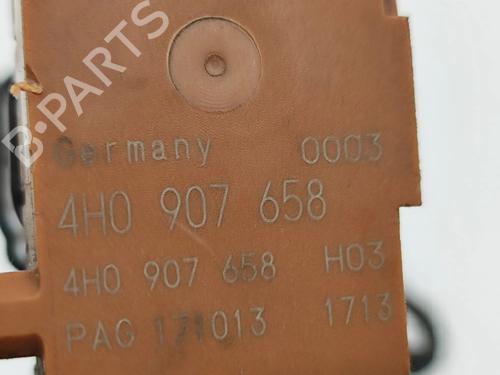 B-PARTS
Germany 0003
4H0 907 658
4H0 907 658 H03
PAG 171013 1713